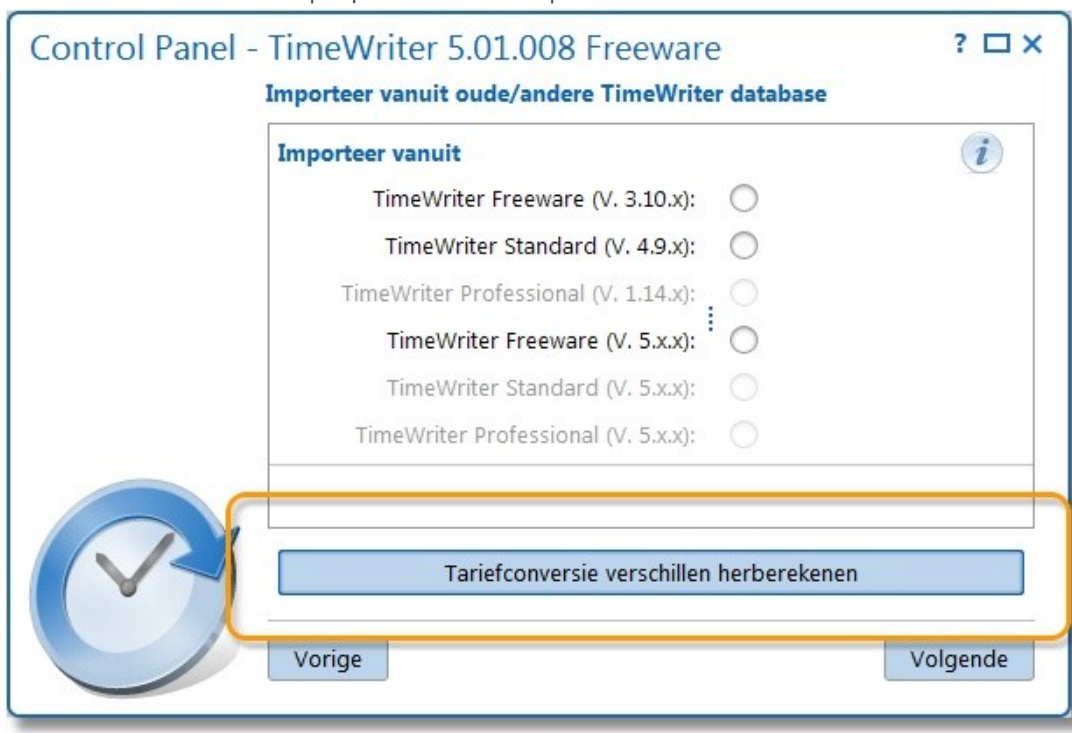 Control Panel - TimeWriter 5.01.008 Freeware
Importeer vanuit oude/andere TimeWriter database
Importeer vanuit
TimeWriter Freeware (V. 3.10.x):
TimeWriter Standard (V. 4.9.x):
TimeWriter Professional (V. 1.14.x):
TimeWriter Freeware (V. 5.x.x):
TimeWriter Standard (V. 5.x.x):
TimeWriter Professional (V. 5.x.x):
Tariefconversie verschillen herberekenen
Vorige
Volgende